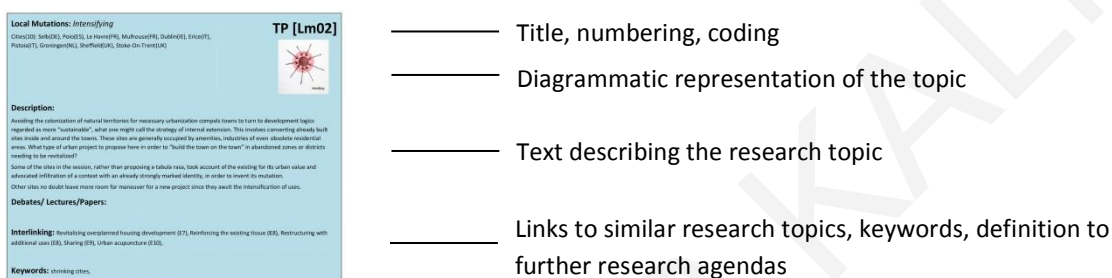 Local Mutations: Intensifying
TP [Lm02]
Cities(10): Selb(DE), Poio(ES), Le Havre(FR), Mulhouse(FR), Dublin(IE), Erice(IT),
Pistoia(IT), Groningen(NL), Sheffield(UK), Stoke-On-Trent(UK)
Description:
Avoiding the colonization of natural territories for necessary urbanization compels towns to turn to development logics
regarded as more "sustainable", what one might call the strategy of internal extension. This involves converting already built
sites inside and around the towns. These sites are generally occupied by amenities, industries of even obsolete residential
areas. What type of urban project to propose here in order to "build the town on the town" in abandoned zones or districts
needing to be revitalized?
Some of the sites in the session, rather than proposing a tabula rasa, took account of the existing for its urban value and
advocated infiltration of a context with an already strongly marked identity, in order to invent its mutation.
Other sites no doubt leave more room for maneuver for a new project since they await the intensification of uses.
Debates/ Lectures/Papers:
Interlinking: Revitalizing overplanned housing development (E7), Reinforcing the existing tissue (E8), Restructuring with
additional uses (E8), Sharing (E9), Urban acupuncture (E10),
Keywords: shrinking cities,
Title, numbering, coding
Diagrammatic representation of the topic
Text describing the research topic
Links to similar research topics, keywords, definition to
further research agendas
KALI